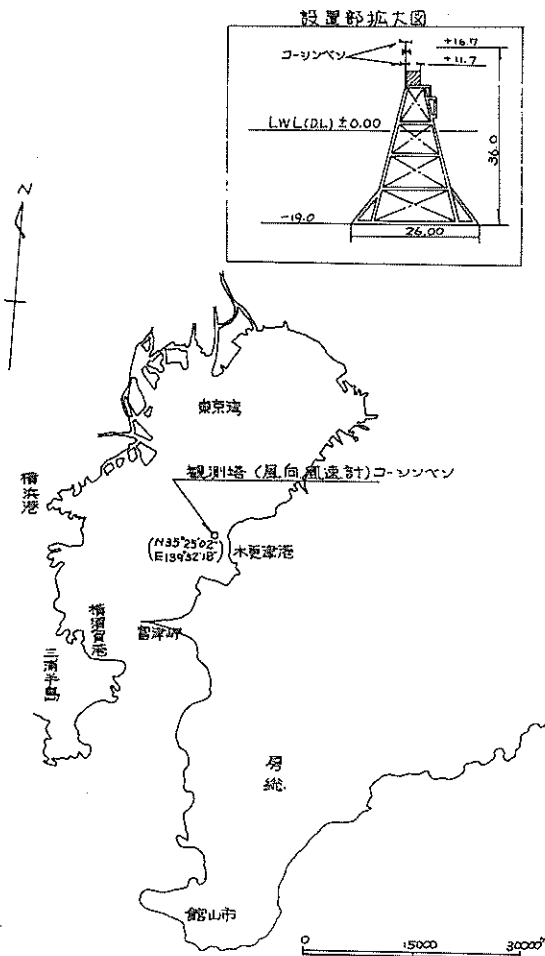 設置部拡大図
+16.7
コーシンベン
+11.7
L.W.L(D.L) ±0.00
36.0
-19.0
26.00
N
東京湾
観測塔 (風向風速計)コーシンベン
横浜港
(N35°25′02″
E139°52′18″)
木更津港
横須賀港
富津岬
三浦半島
房総
館山市
0 15000 30000m